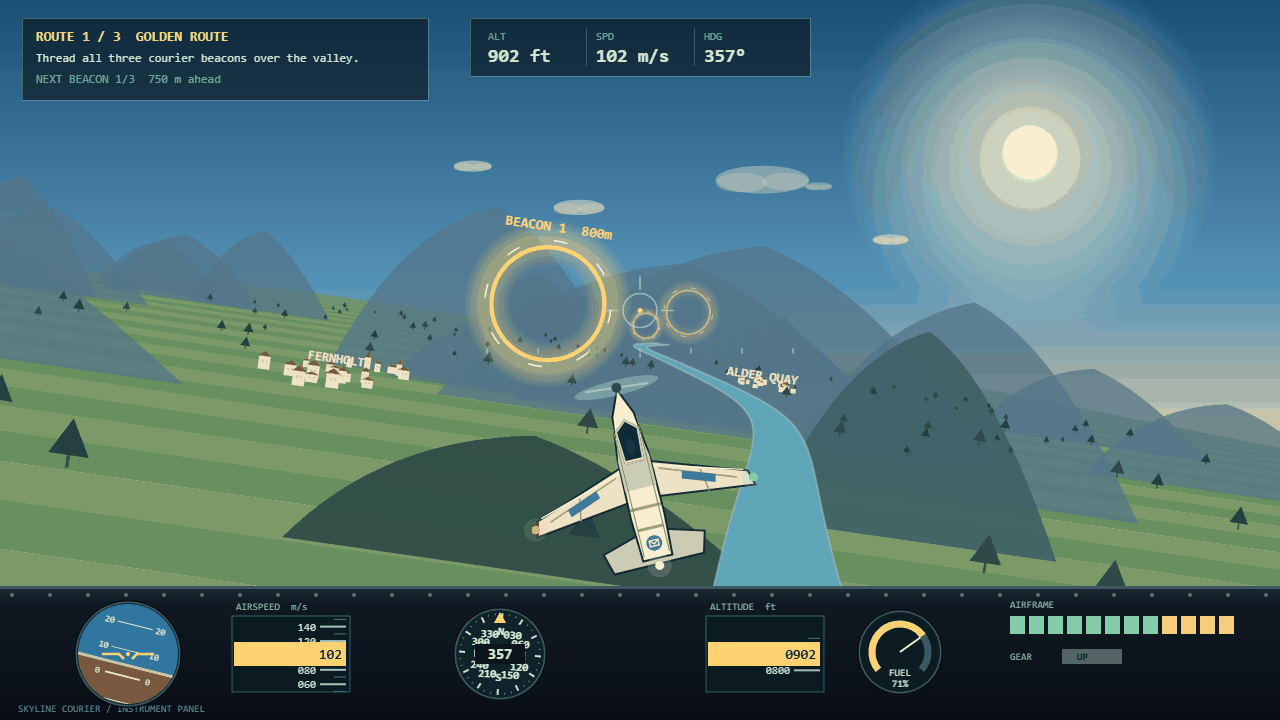 ROUTE 1 / 3  GOLDEN ROUTE
Thread all three courier beacons over the valley.
NEXT BEACON 1/3  750 m ahead
ALT
902 ft
SPD
102 m/s
HDG
357°
BEACON 1  800m
FERNHOLT
ALDER QUAY
20
20
10
10
0
0
AIRSPEED  m/s
140
120
102
080
060
330
N
030
357
240
120
210
S
150
ALTITUDE  ft
0902
0800
FUEL
71%
AIRFRAME
GEAR
UP
SKYLINE COURIER / INSTRUMENT PANEL